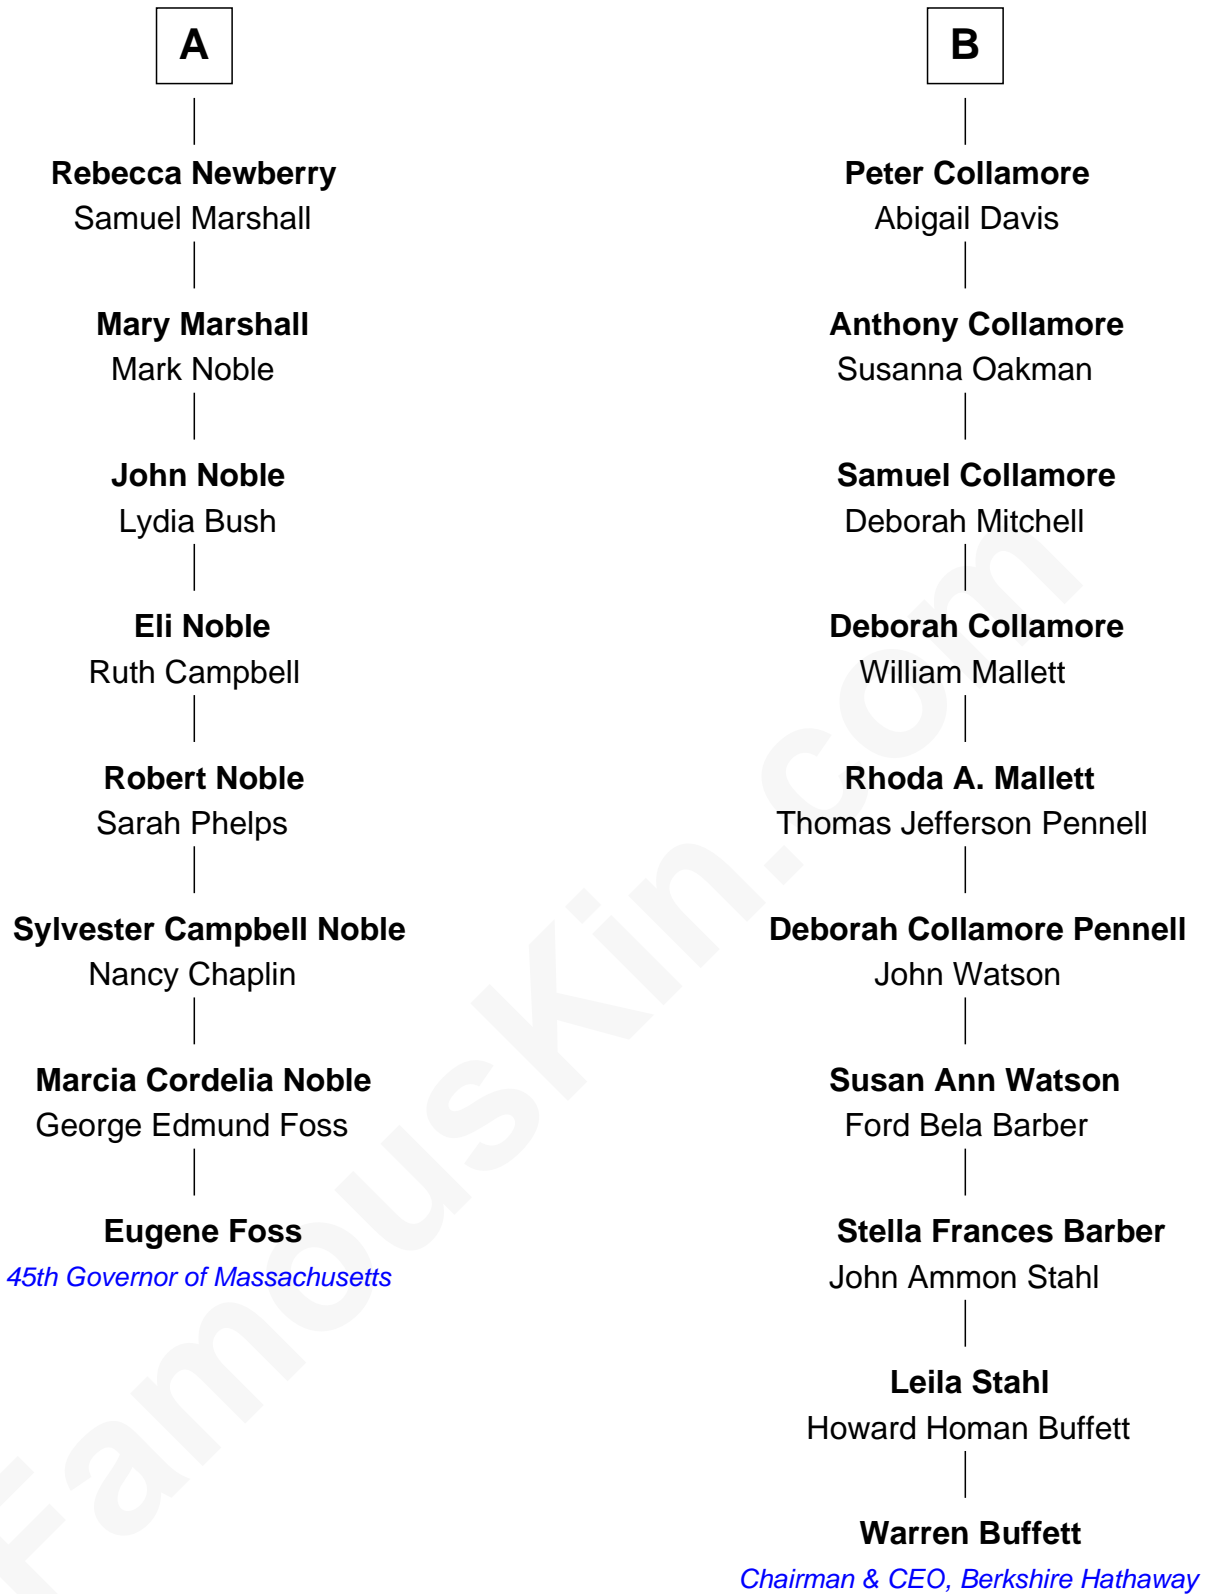 A
Rebecca Newberry
Samuel Marshall
Mary Marshall
Mark Noble
John Noble
Lydia Bush
Eli Noble
Ruth Campbell
Robert Noble
Sarah Phelps
Sylvester Campbell Noble
Nancy Chaplin
Marcia Cordelia Noble
George Edmund Foss
Eugene Foss
45th Governor of Massachusetts
B
Peter Collamore
Abigail Davis
Anthony Collamore
Susanna Oakman
Samuel Collamore
Deborah Mitchell
Deborah Collamore
William Mallett
Rhoda A. Mallett
Thomas Jefferson Pennell
Deborah Collamore Pennell
John Watson
Susan Ann Watson
Ford Bela Barber
Stella Frances Barber
John Ammon Stahl
Leila Stahl
Howard Homan Buffett
Warren Buffett
Chairman & CEO, Berkshire Hathaway
FamousKin.com